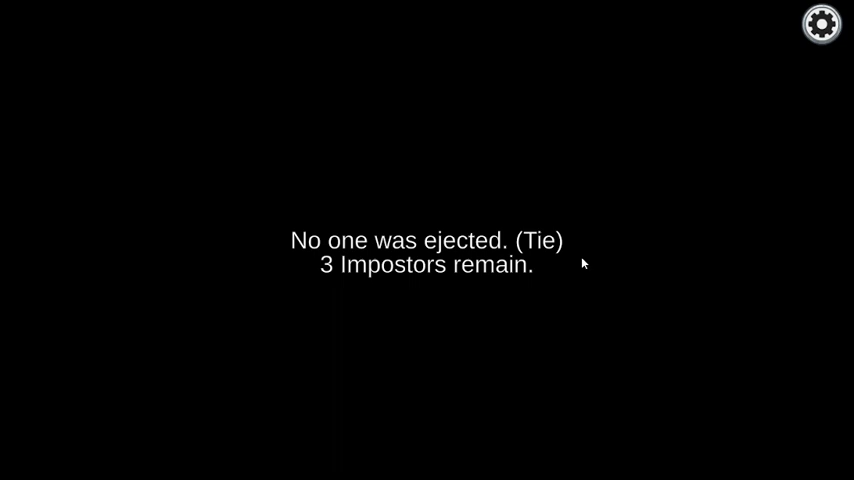 No one was ejected. (Tie)
3 Impostors remain.